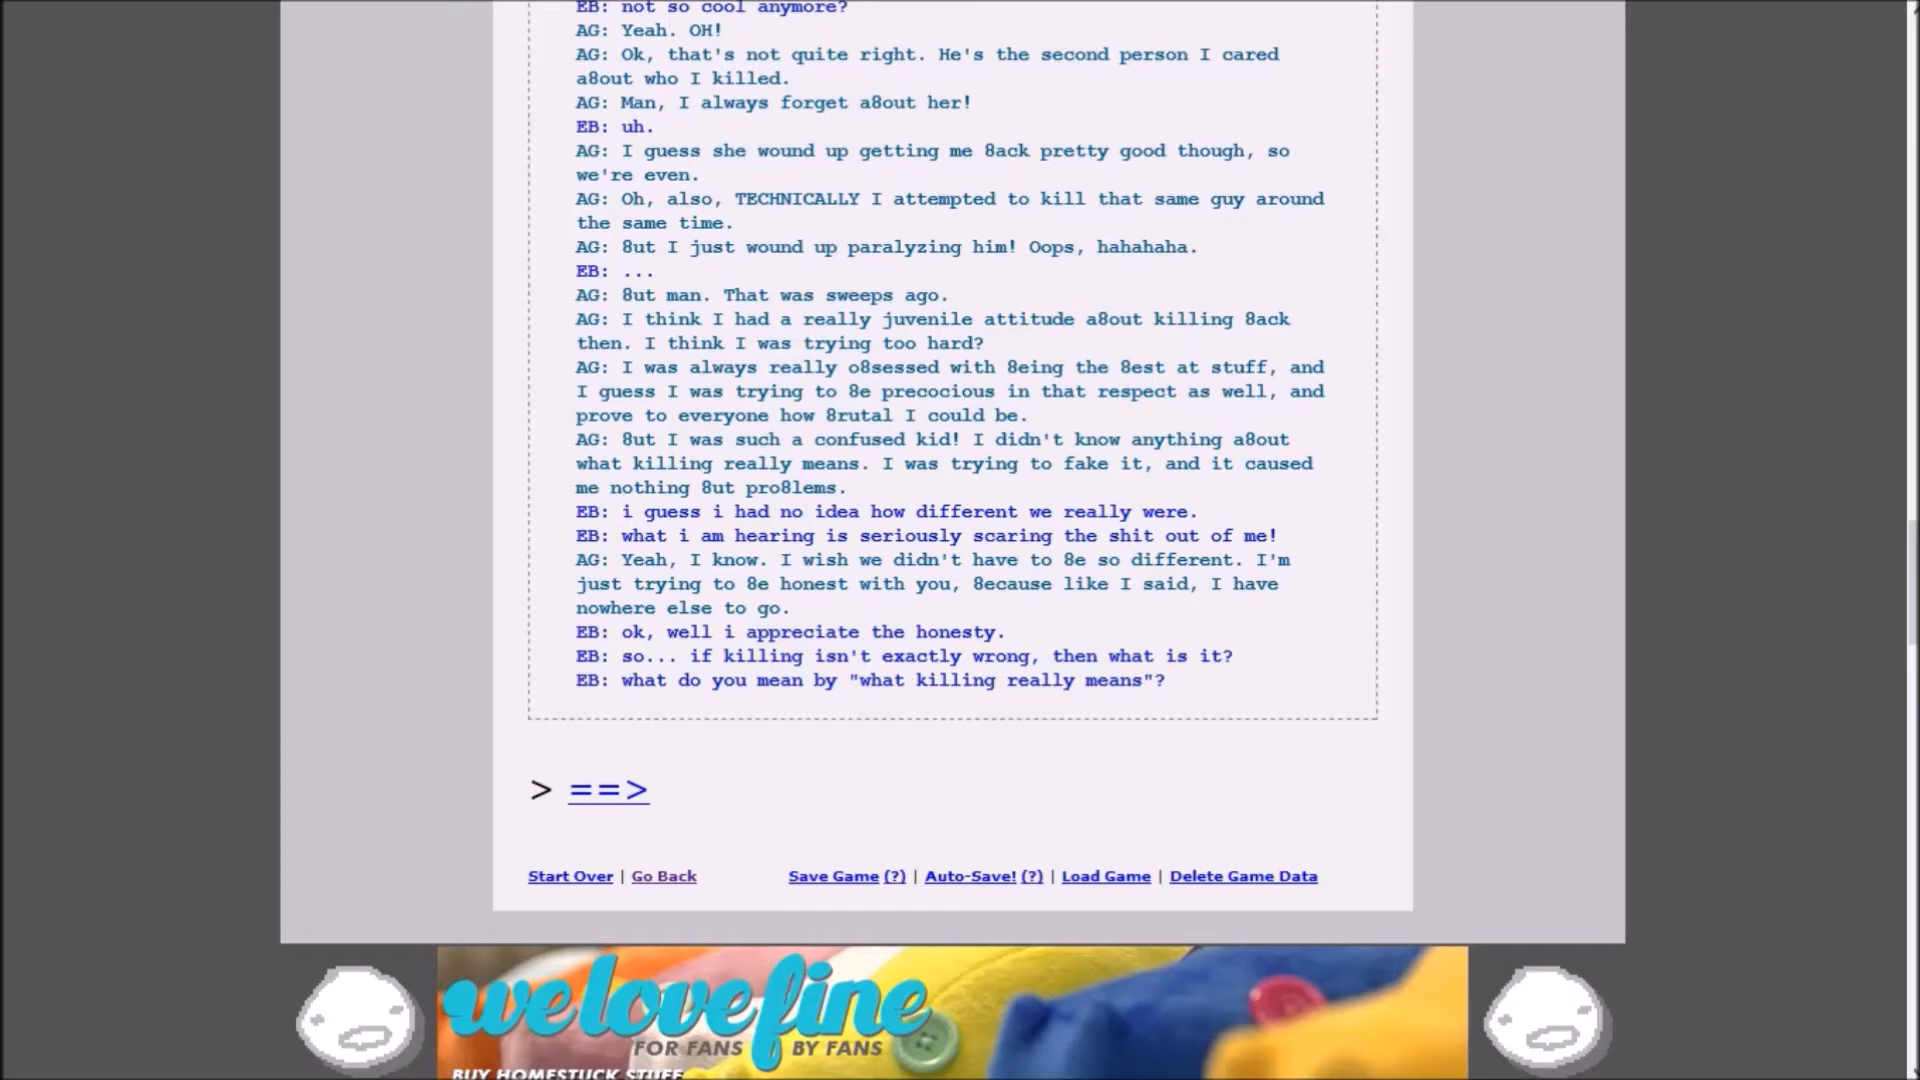 EB: not so cool anymore?
AG: Yeah. OH!
AG: Ok, that's not quite right. He's the second person I cared
a8out who I killed.
AG: Man, I always forget a8out her!
EB: uh.
AG: I guess she wound up getting me 8ack pretty good though, so
we're even.
AG: Oh, also, TECHNICALLY I attempted to kill that same guy around
the same time.
AG: 8ut I just wound up paralyzing him! Oops, hahahaha.
EB: ...
AG: 8ut man. That was sweeps ago.
AG: I think I had a really juvenile attitude a8out killing 8ack
then. I think I was trying too hard?
AG: I was always really o8sessed with 8eing the 8est at stuff, and
I guess I was trying to 8e precocious in that respect as well, and
prove to everyone how 8rutal I could be.
AG: 8ut I was such a confused kid! I didn't know anything a8out
what killing really means. I was trying to fake it, and it caused
me nothing 8ut pro8lems.
EB: i guess i had no idea how different we really were.
EB: what i am hearing is seriously scaring the shit out of me!
AG: Yeah, I know. I wish we didn't have to 8e so different. I'm
just trying to 8e honest with you, 8ecause like I said, I have
nowhere else to go.
EB: ok, well i appreciate the honesty.
EB: so... if killing isn't exactly wrong, then what is it?
EB: what do you mean by "what killing really means"?
> ==>
Start Over | Go Back Save Game (?) | Auto-Save! (?) | Load Game | Delete Game Data
welovefine
FOR FANS BY FANS
BUY HOMESTUCK STUFF